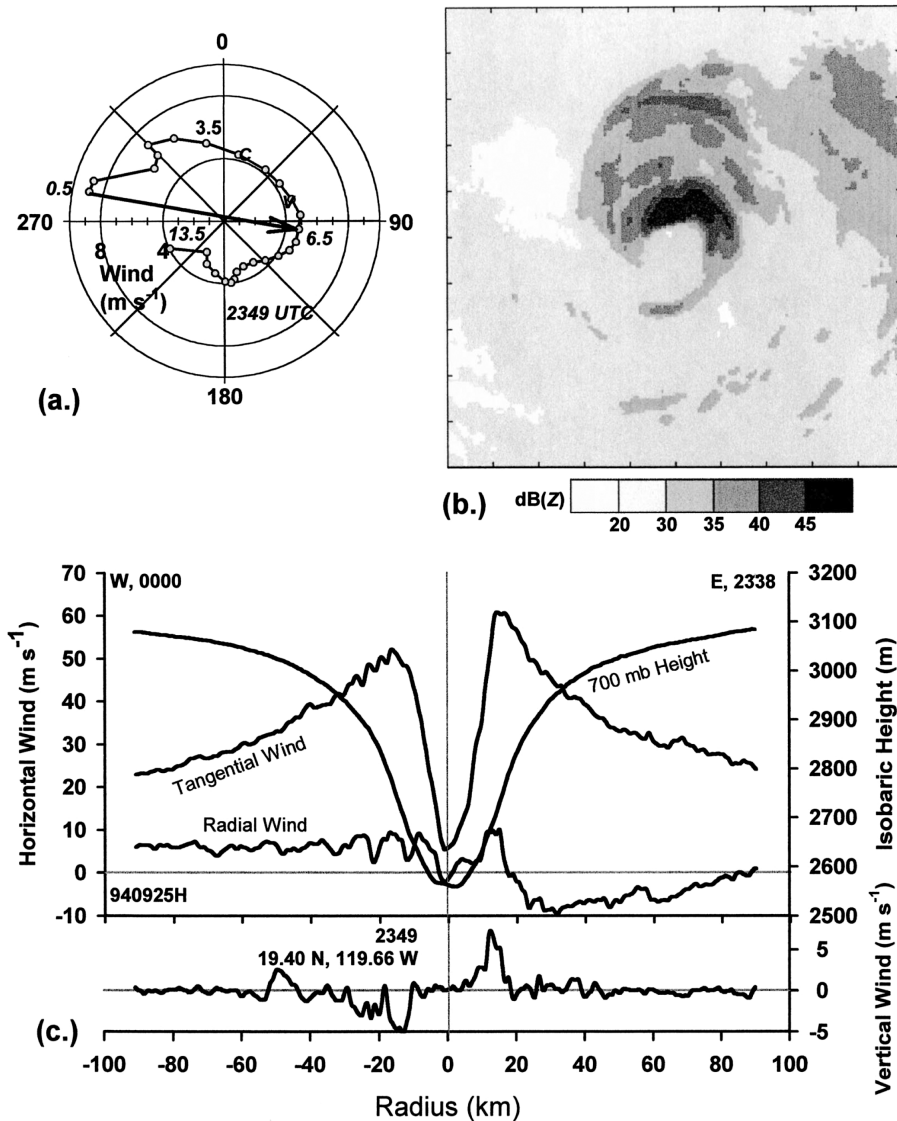 0
3.5
C
0.5
270
90
V
6.5
13.5
8
4
Wind
(m s⁻¹)
2349 UTC
180
(a.)
(b.)
dB(Z)
20 30 35 40 45
70
60
50
40
30
20
10
0
-10
Horizontal Wind (m s⁻¹)
W, 0000
E, 2338
3200
3100
3000
2900
2800
2700
2600
2500
Isobaric Height (m)
700 mb Height
Tangential Wind
Radial Wind
940925H
2349
19.40 N, 119.66 W
5
0
-5
Vertical Wind (m s⁻¹)
(c.)
-100 -80 -60 -40 -20 0 20 40 60 80 100
Radius (km)